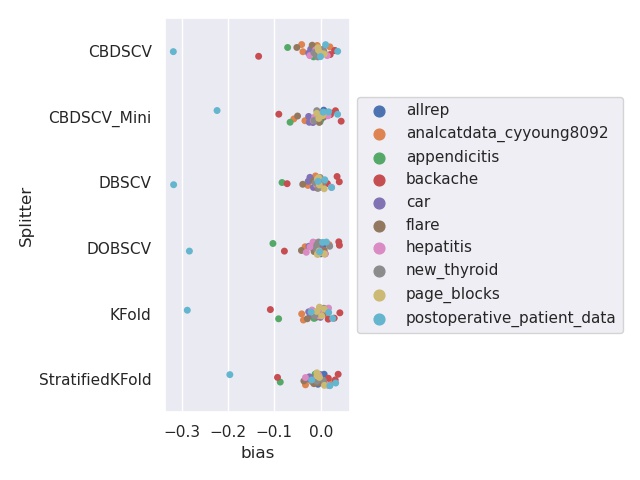 Splitter
CBDSCV
CBDSCV_Mini
DBSCV
DOBSCV
KFold
StratifiedKFold
−0.3 −0.2 −0.1 0.0
bias
allrep
analcatdata_cyyoung8092
appendicitis
backache
car
flare
hepatitis
new_thyroid
page_blocks
postoperative_patient_data